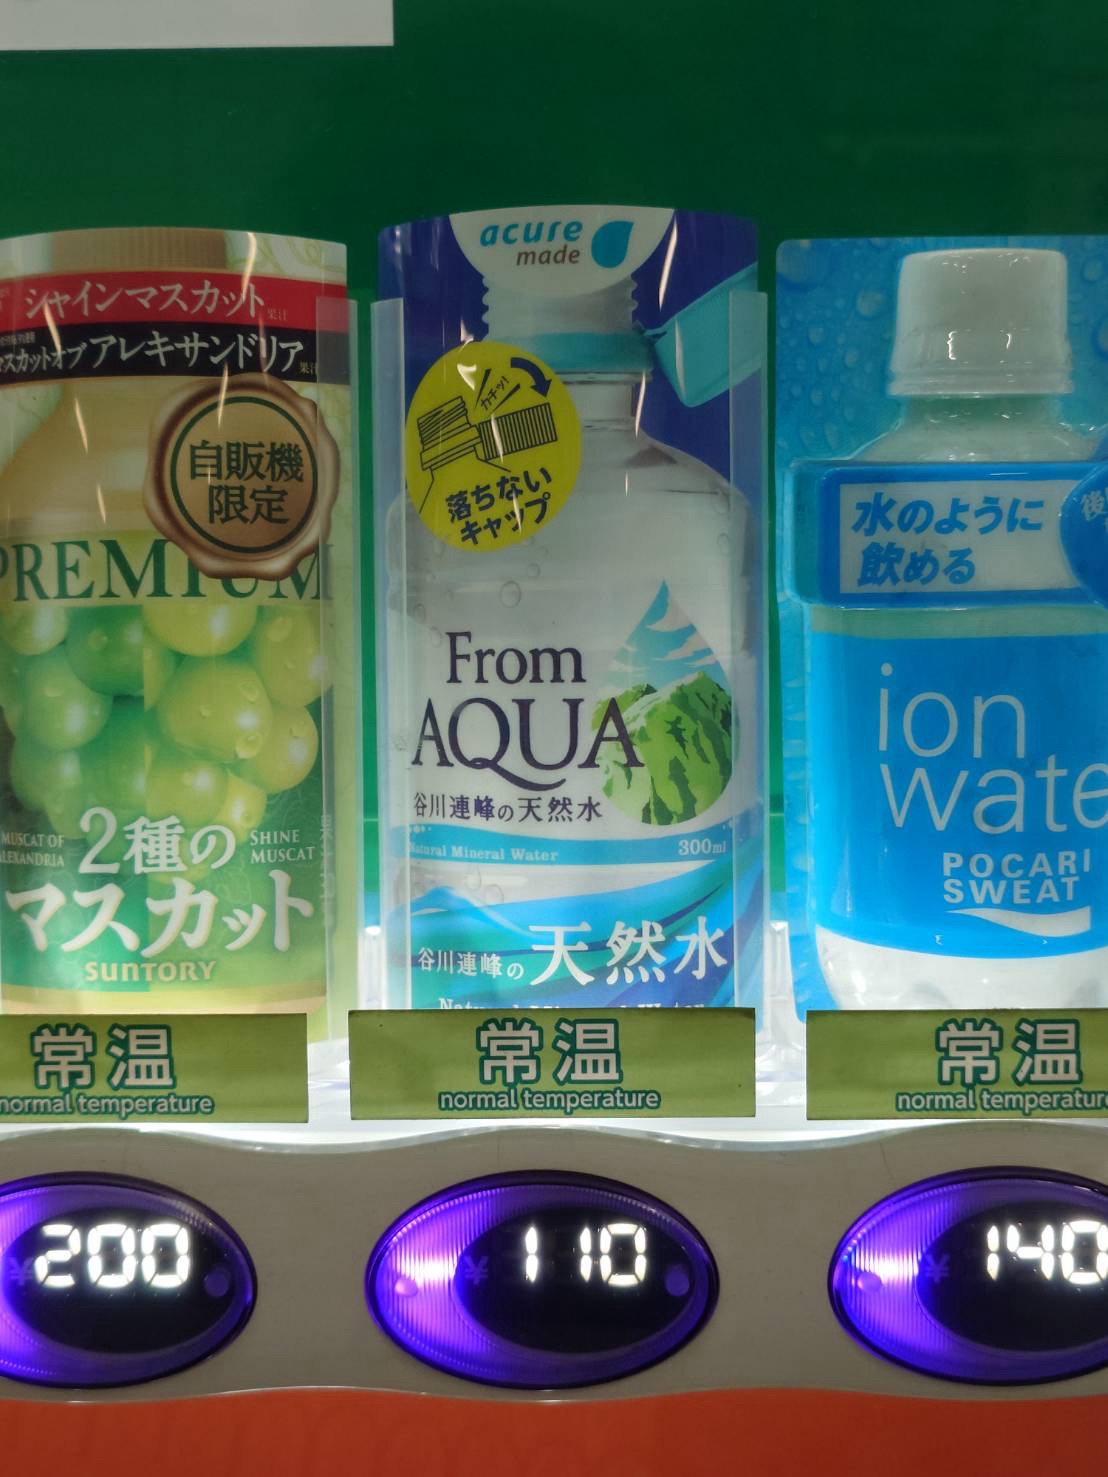 シャインマスカット果汁
マスカットオブアレキサンドリア果汁
自販機
限定
PREMIUM
MUSCAT OF
ALEXANDRIA
2種の
SHINE
MUSCAT
マスカット
SUNTORY
常温
normal temperature
¥200
acure
made
カチッ!
落ちない
キャップ
From
AQUA
谷川連峰の天然水
Natural Mineral Water
300ml
谷川連峰の天然水
常温
normal temperature
¥110
水のように
飲める
後
ion
wate
POCARI
SWEAT
常温
normal temperature
¥140